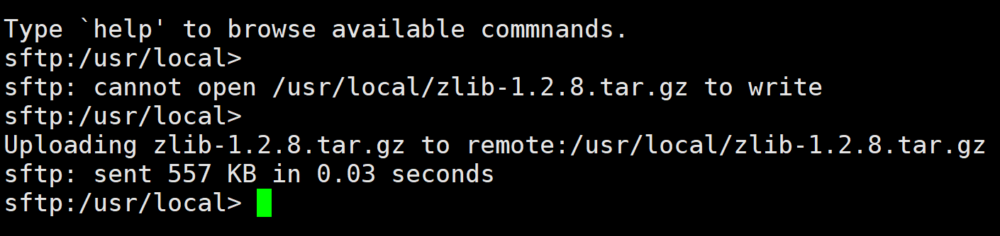 Type `help' to browse available commnands.
sftp:/usr/local>
sftp: cannot open /usr/local/zlib-1.2.8.tar.gz to write
sftp:/usr/local>
Uploading zlib-1.2.8.tar.gz to remote:/usr/local/zlib-1.2.8.tar.gz
sftp: sent 557 KB in 0.03 seconds
sftp:/usr/local>